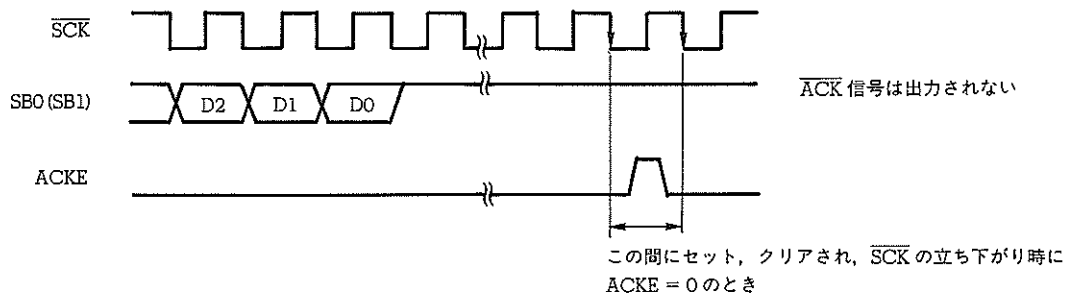 SCK
SB0(SB1)
D2 D1 D0
ACK 信号は出力されない
ACKE
この間にセット，クリアされ，SCK の立ち下がり時に
ACKE = 0 のとき